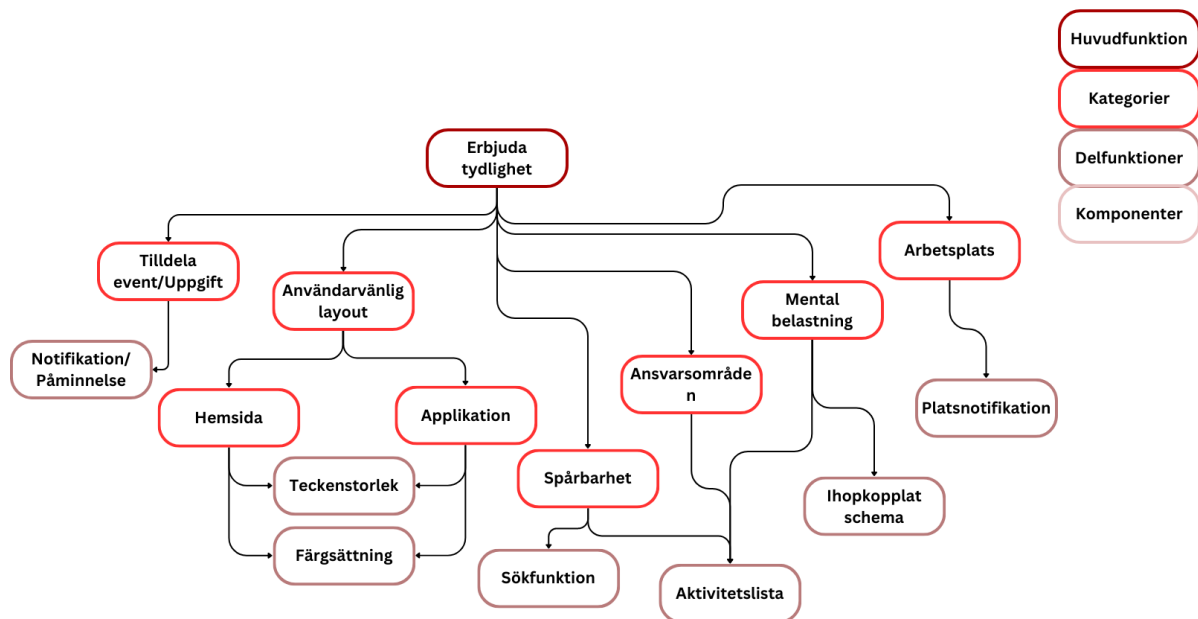 Huvudfunktion
Kategorier
Delfunktioner
Komponenter
Erbjuda
tydlighet
Tilldela
event/Uppgift
Användarvänlig
layout
Mental
belastning
Arbetsplats
Notifikation/
Påminnelse
Hemsida
Applikation
Ansvarsområde
n
Platsnotifikation
Teckenstorlek
Spårbarhet
Ihopkopplat
schema
Färgsättning
Sökfunktion
Aktivitetslista